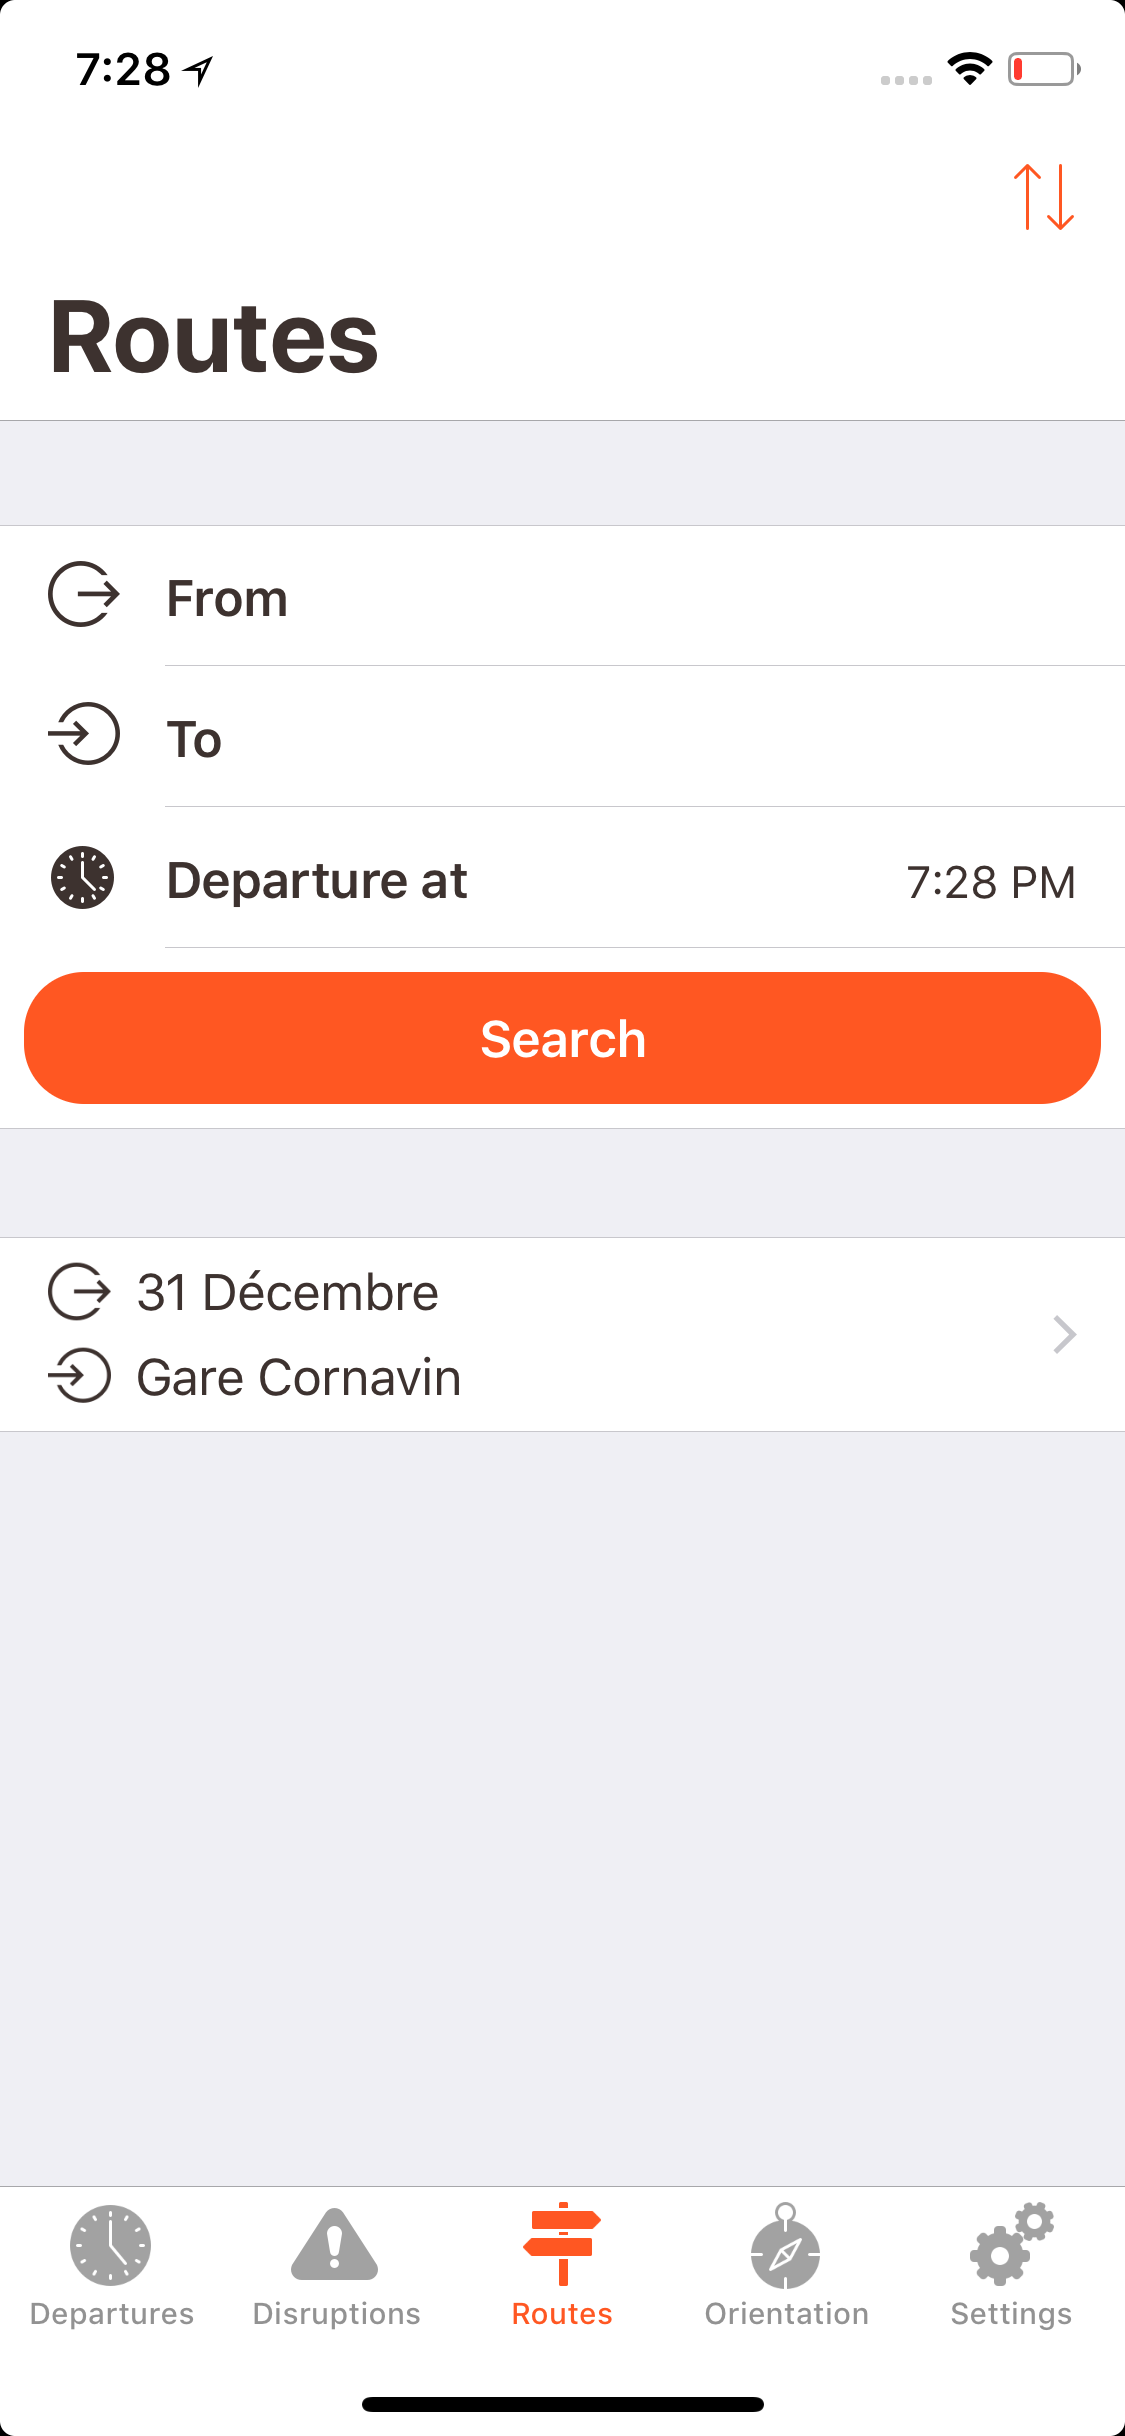 7:28
Routes
From
To
Departure at 7:28 PM
Search
31 Décembre
Gare Cornavin
Departures Disruptions Routes Orientation Settings